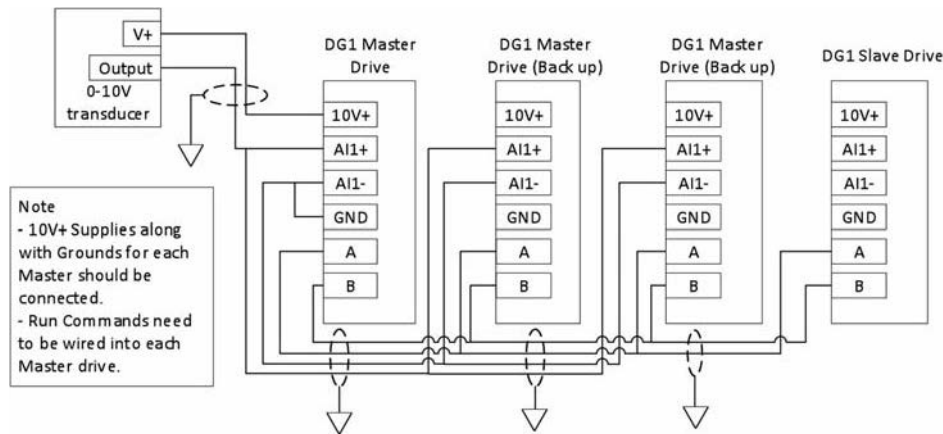 V+
Output
0-10V
transducer
DG1 Master
Drive
10V+
AI1+
AI1-
GND
A
B
DG1 Master
Drive (Back up)
10V+
AI1+
AI1-
GND
A
B
DG1 Master
Drive (Back up)
10V+
AI1+
AI1-
GND
A
B
DG1 Slave Drive
10V+
AI1+
AI1-
GND
A
B
Note
- 10V+ Supplies along
with Grounds for each
Master should be
connected.
- Run Commands need
to be wired into each
Master drive.